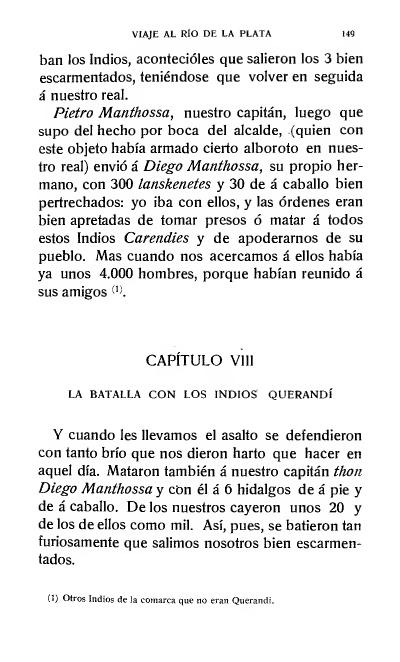 VIAJE AL RÍO DE LA PLATA 149
ban los Indios, acontecióles que salieron los 3 bien
escarmentados, teniéndose que volver en seguida
á nuestro real.
Pietro Manthossa, nuestro capitán, luego que
supo del hecho por boca del alcalde, (quien con
este objeto había armado cierto alboroto en nues-
tro real) envió á Diego Manthossa, su propio her-
mano, con 300 lanskenetes y 30 de á caballo bien
pertrechados: yo iba con ellos, y las órdenes eran
bien apretadas de tomar presos ó matar á todos
estos Indios Carendies y de apoderarnos de su
pueblo. Mas cuando nos acercamos á ellos había
ya unos 4.000 hombres, porque habían reunido á
sus amigos (1).
CAPÍTULO VIII
LA BATALLA CON LOS INDIOS QUERANDÍ
Y cuando les llevamos el asalto se defendieron
con tanto brío que nos dieron harto que hacer en
aquel día. Mataron también á nuestro capitán thon
Diego Manthossa y con él á 6 hidalgos de á pie y
de á caballo. De los nuestros cayeron unos 20 y
de los de ellos como mil. Así, pues, se batieron tan
furiosamente que salimos nosotros bien escarmen-
tados.
(1) Otros Indios de la comarca que no eran Querandí.